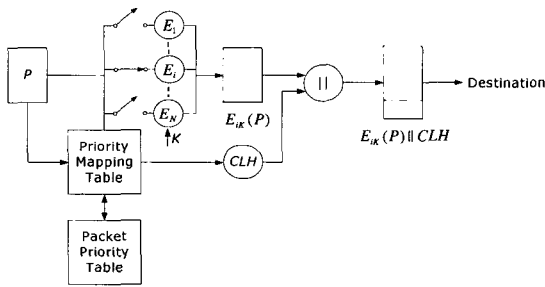 E1
P
Ei
||
Destination
EN
K
EiK(P)
EiK(P) || CLH
Priority
Mapping
Table
CLH
Packet
Priority
Table